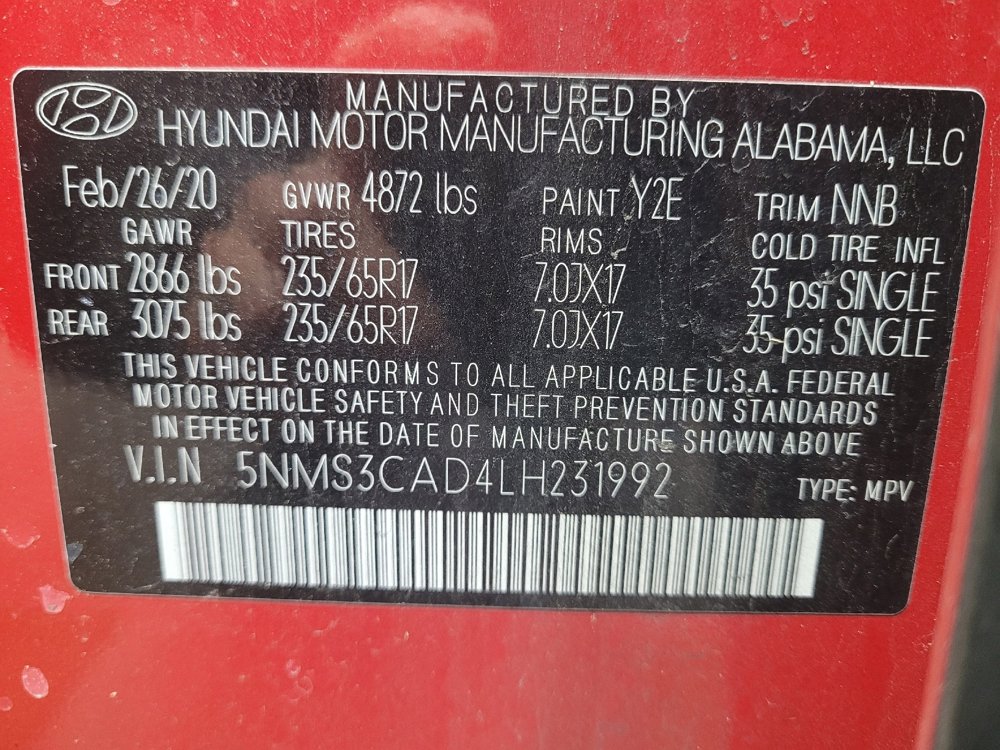 MANUFACTURED BY
HYUNDAI MOTOR MANUFACTURING ALABAMA, LLC
Feb/26/20 GVWR 4872 lbs PAINT Y2E TRIM NNB
GAWR TIRES RIMS COLD TIRE INFL
FRONT 2866 lbs 235/65R17 7.0JX17 35 psi SINGLE
REAR 3075 lbs 235/65R17 7.0JX17 35 psi SINGLE
THIS VEHICLE CONFORMS TO ALL APPLICABLE U.S.A. FEDERAL
MOTOR VEHICLE SAFETY AND THEFT PREVENTION STANDARDS
IN EFFECT ON THE DATE OF MANUFACTURE SHOWN ABOVE
V.I.N 5NMS3CAD4LH231992 TYPE: MPV